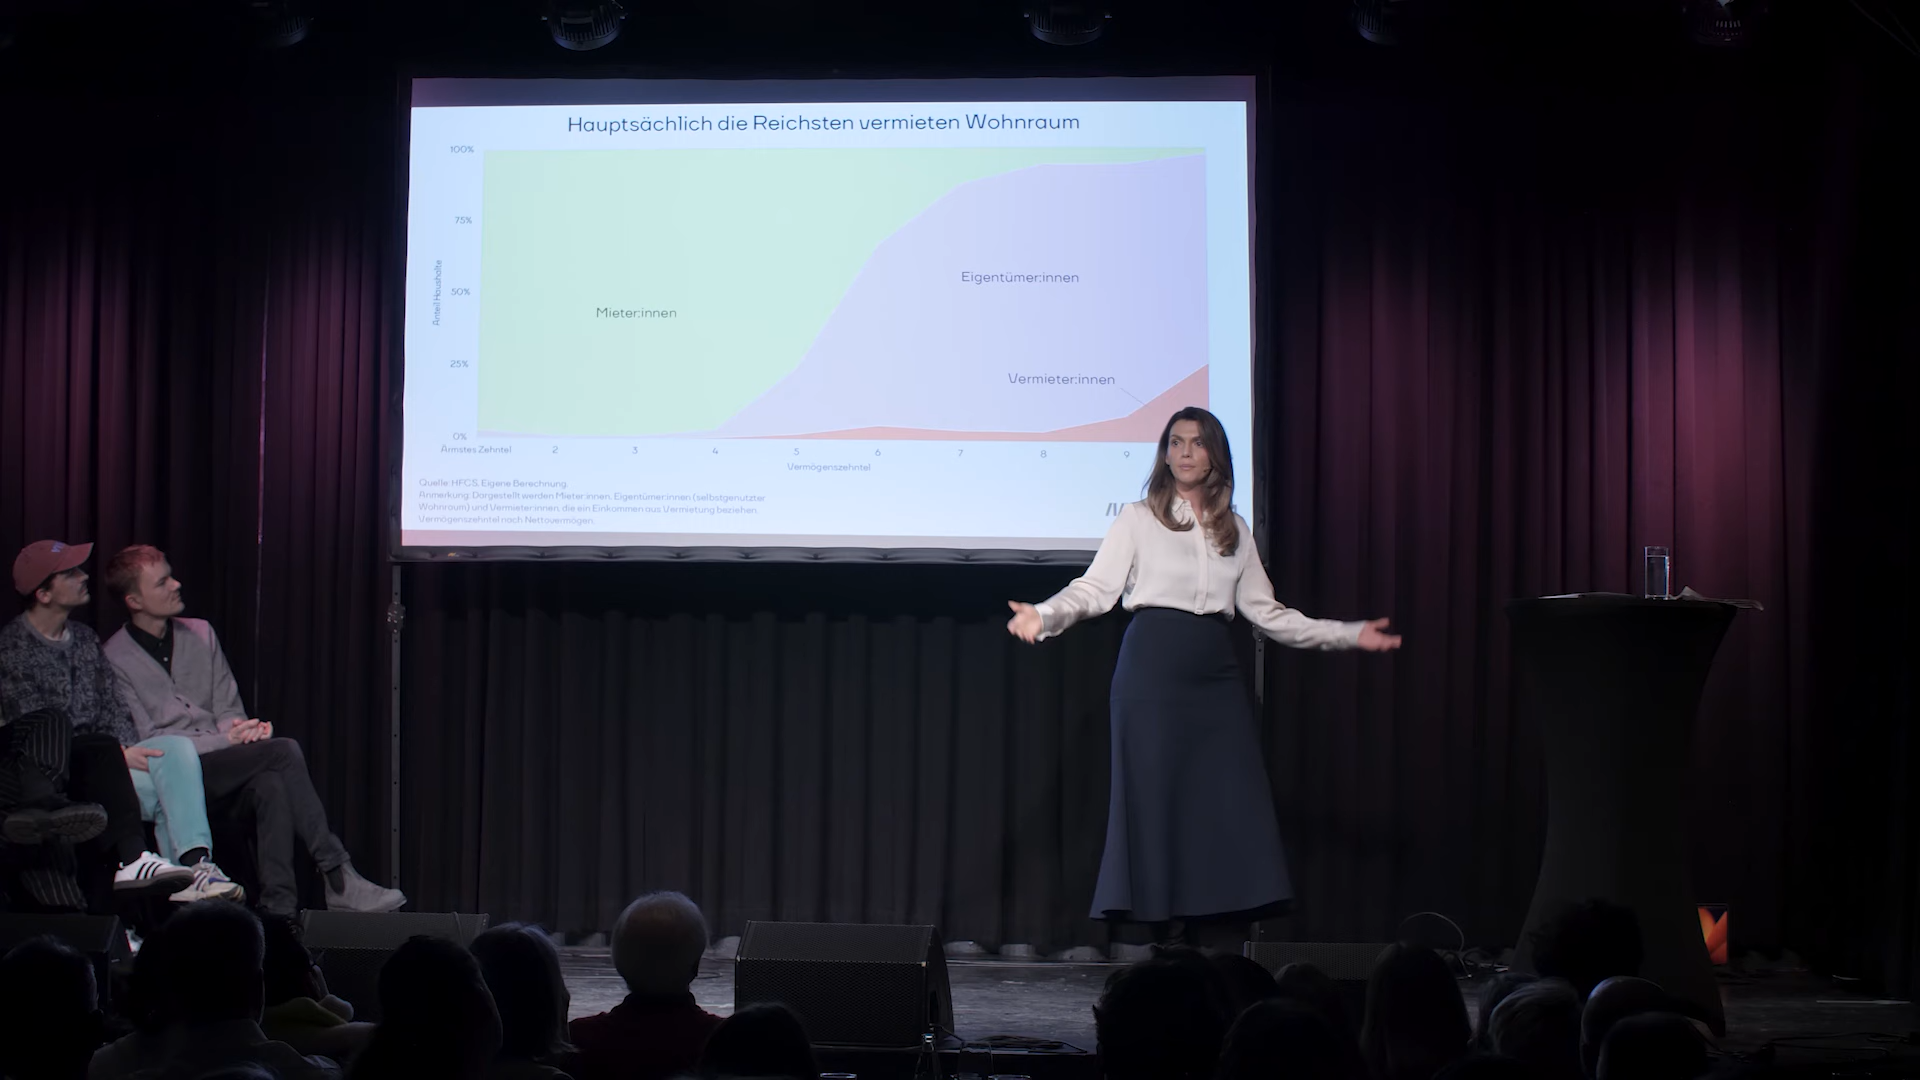 Hauptsächlich die Reichsten vermieten Wohnraum
100%
75%
50%
25%
0%
Anteil Haushalte
Mieter:innen
Eigentümer:innen
Vermieter:innen
Ärmstes Zehntel 2 3 4 5 6 7 8 9
Vermögenszehntel
Quelle: HFCS, Eigene Berechnung.
Anmerkung: Dargestellt werden Mieter:innen, Eigentümer:innen (selbstgenutzter
Wohnraum) und Vermieter:innen, die ein Einkommen aus Vermietung beziehen.
Vermögenszehntel nach Nettovermögen.